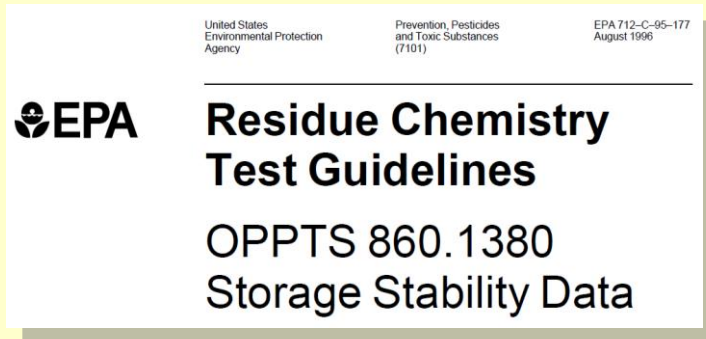 United States
Environmental Protection
Agency
Prevention, Pesticides
and Toxic Substances
(7101)
EPA 712–C–95–177
August 1996
EPA
Residue Chemistry
Test Guidelines
OPPTS 860.1380
Storage Stability Data